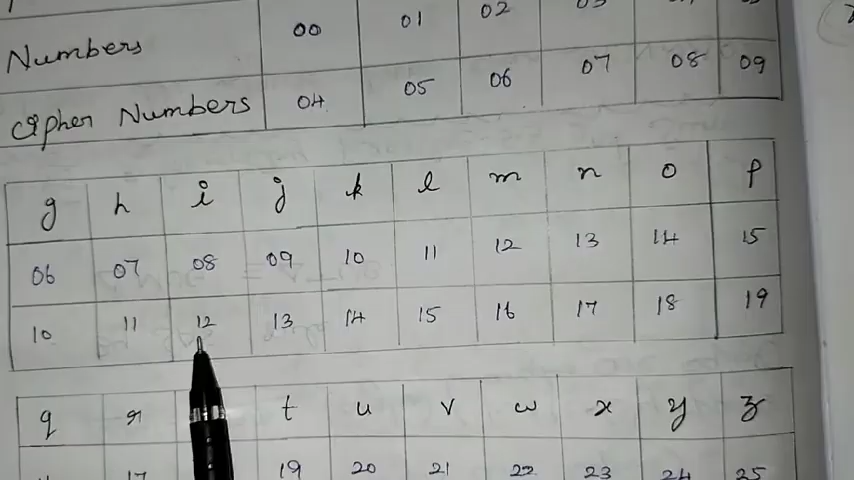 Numbers 00 01 02 03
Cipher Numbers 04 05 06 07 08 09
g h i j k l m n o p
06 07 08 09 10 11 12 13 14 15
10 11 12 13 14 15 16 17 18 19
q r t u v w x y z
17 19 20 21 22 23 24 25